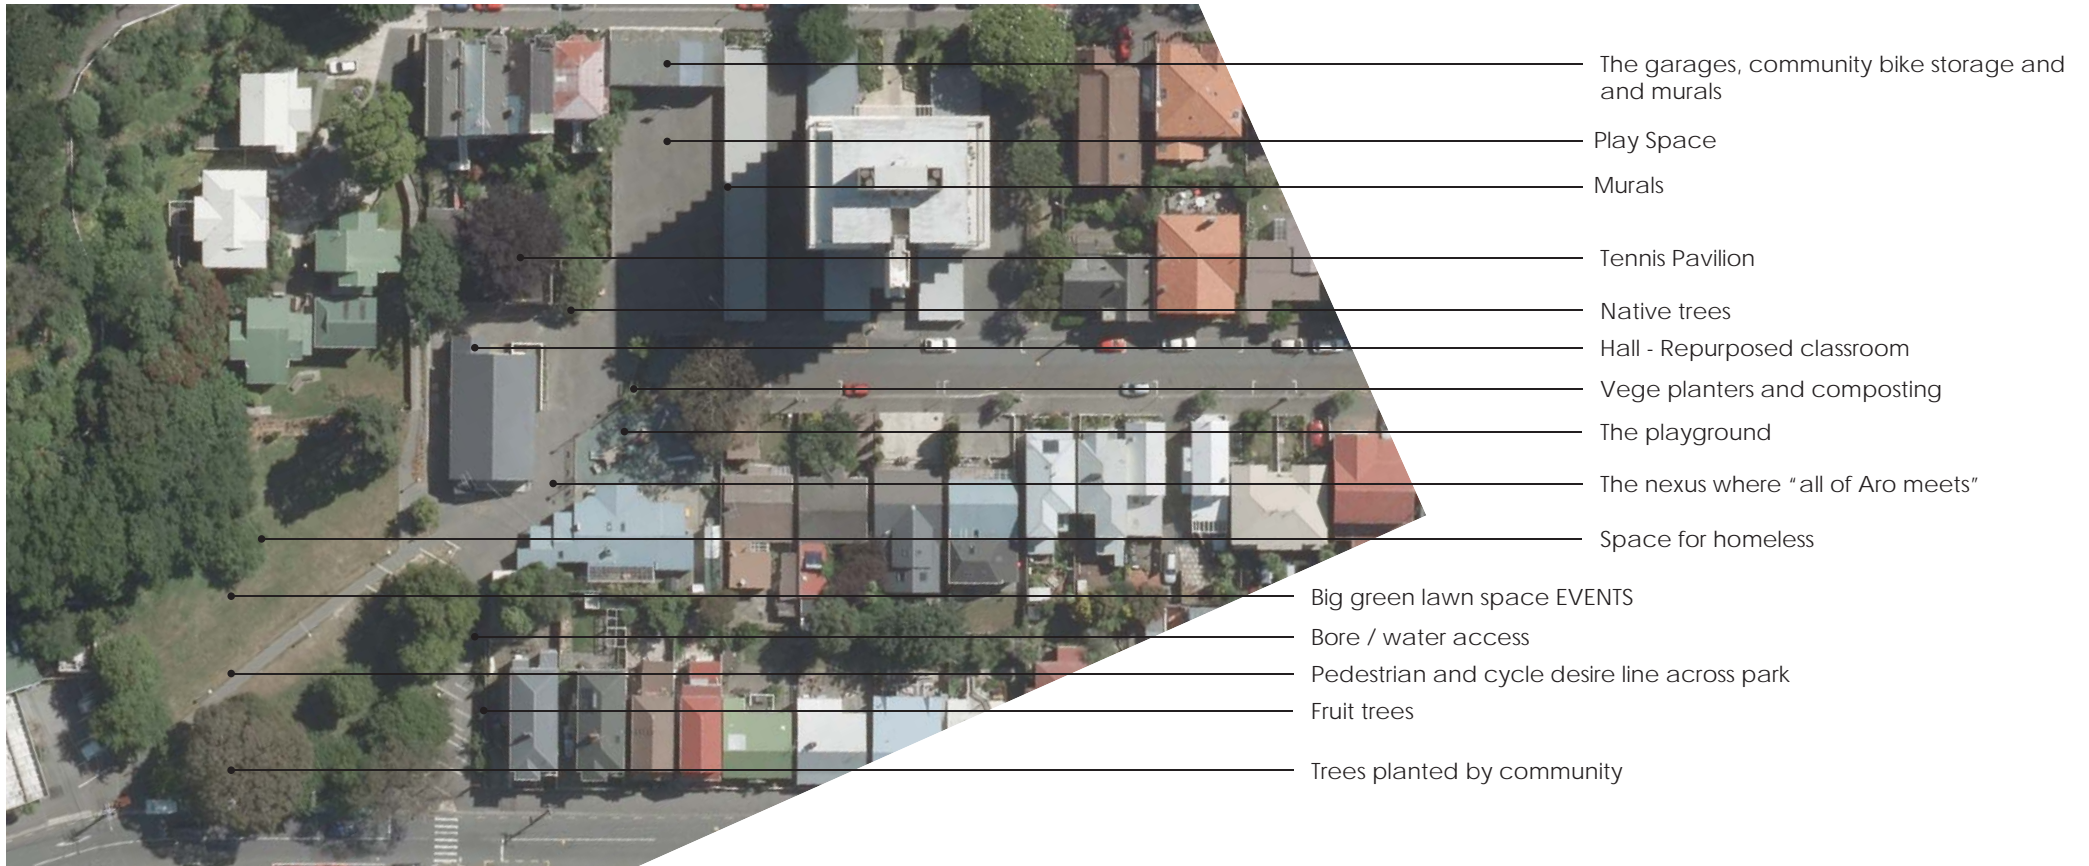 The garages, community bike storage and
and murals
Play Space
Murals
Tennis Pavilion
Native trees
Hall - Repurposed classroom
Vege planters and composting
The playground
The nexus where “all of Aro meets”
Space for homeless
Big green lawn space EVENTS
Bore / water access
Pedestrian and cycle desire line across park
Fruit trees
Trees planted by community